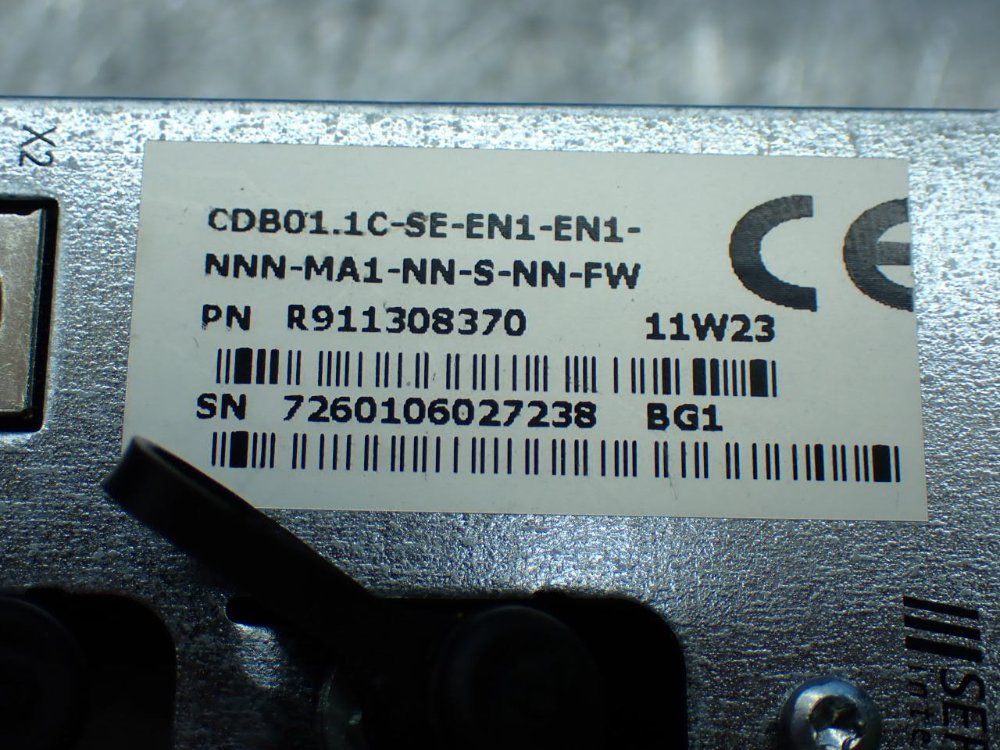 X2
CDB01.1C-SE-EN1-EN1-
NNN-MA1-NN-S-NN-FW
CE
PN R911308370 11W23
SN 7260106027238 BG1